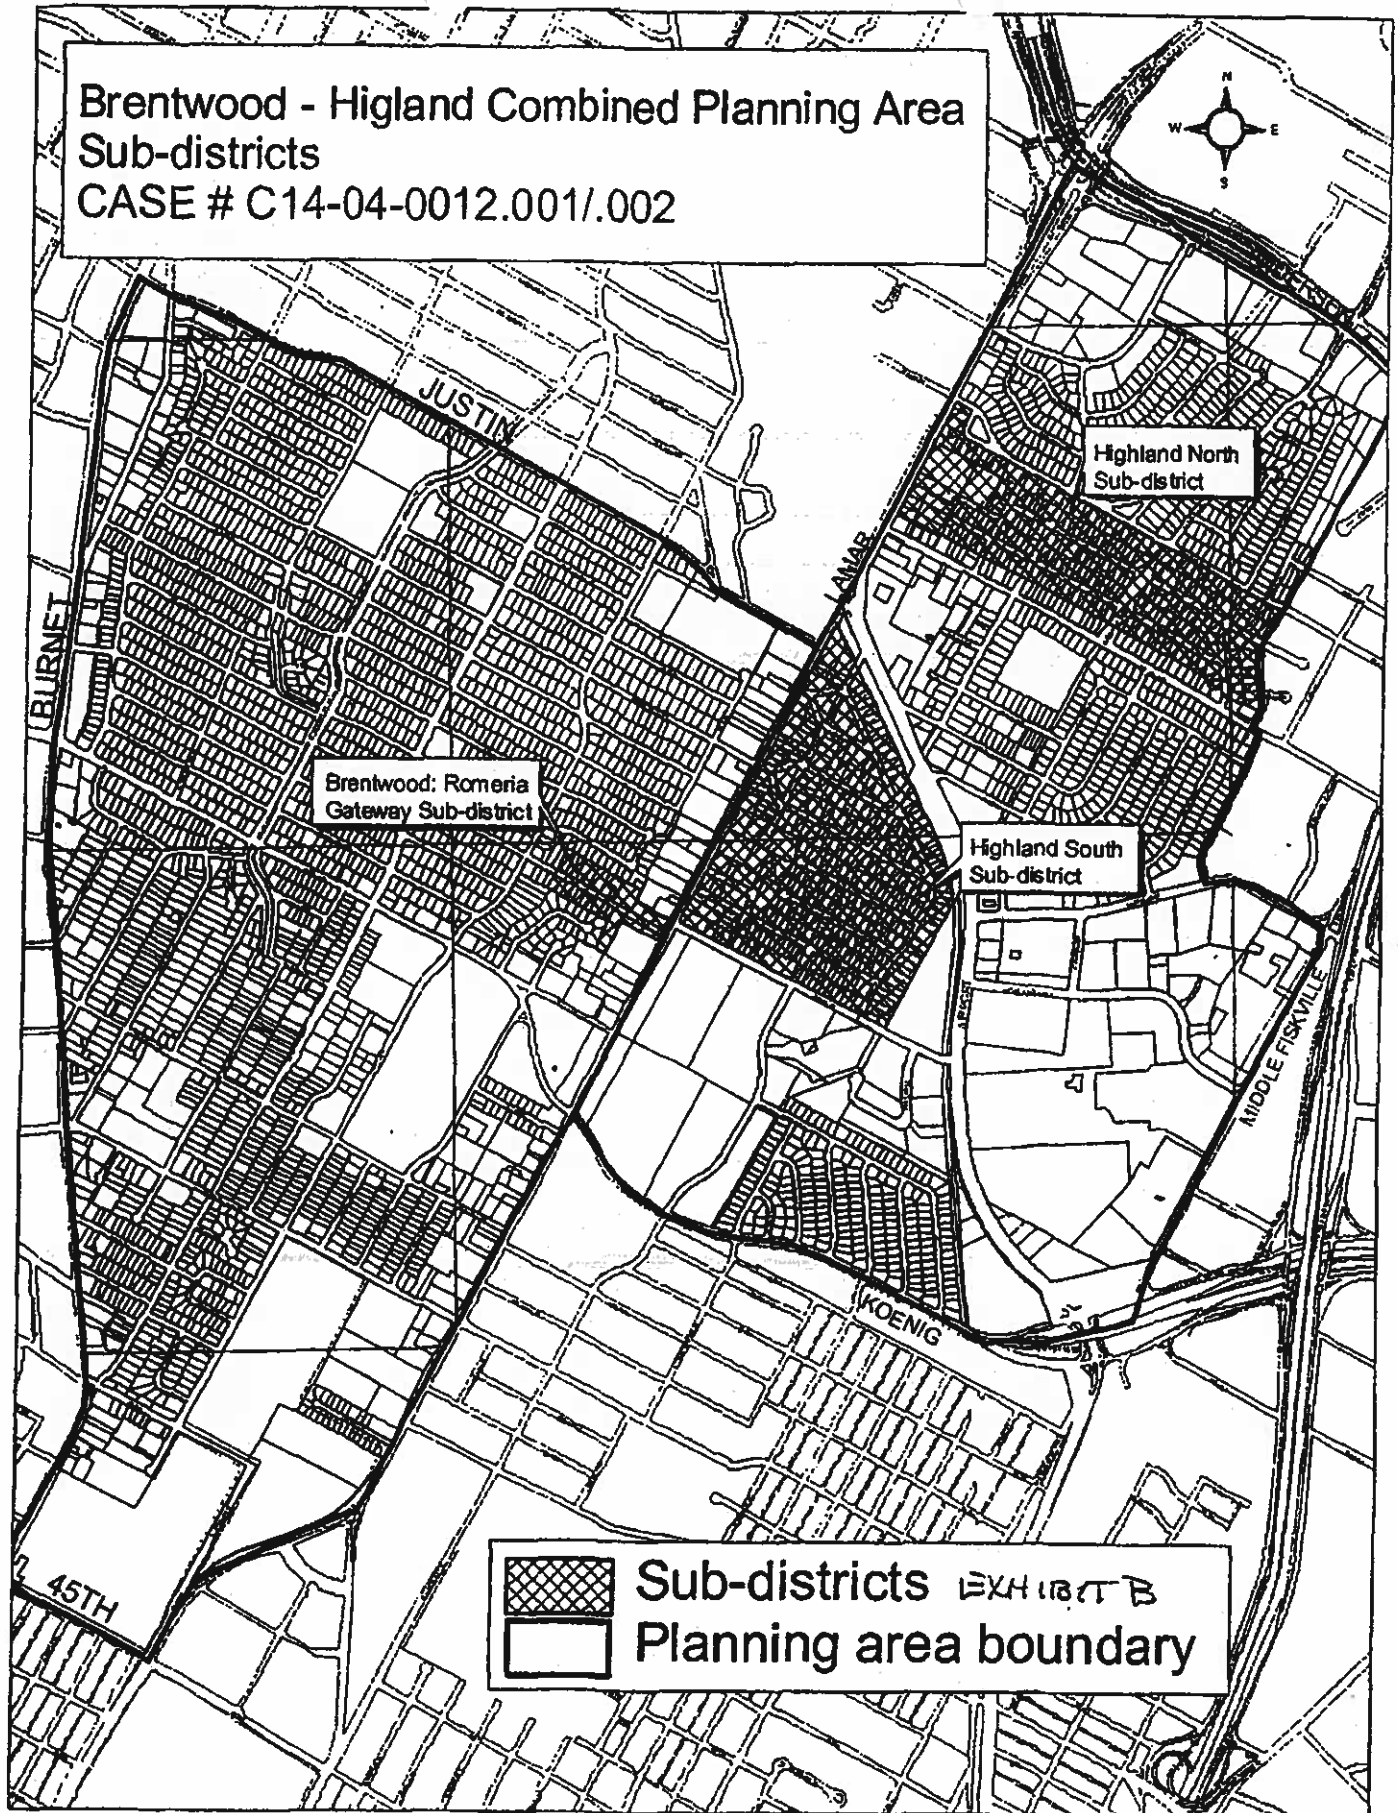 Brentwood - Higland Combined Planning Area
Sub-districts
CASE # C14-04-0012.001/.002
N
W E
S
JUSTIN
Highland North
Sub-district
LAMAR
BURNET
Brentwood: Romeria
Gateway Sub-district
Highland South
Sub-district
MIDDLE FISKVILLE
KOENIG
45TH
Sub-districts EXHIBIT B
Planning area boundary